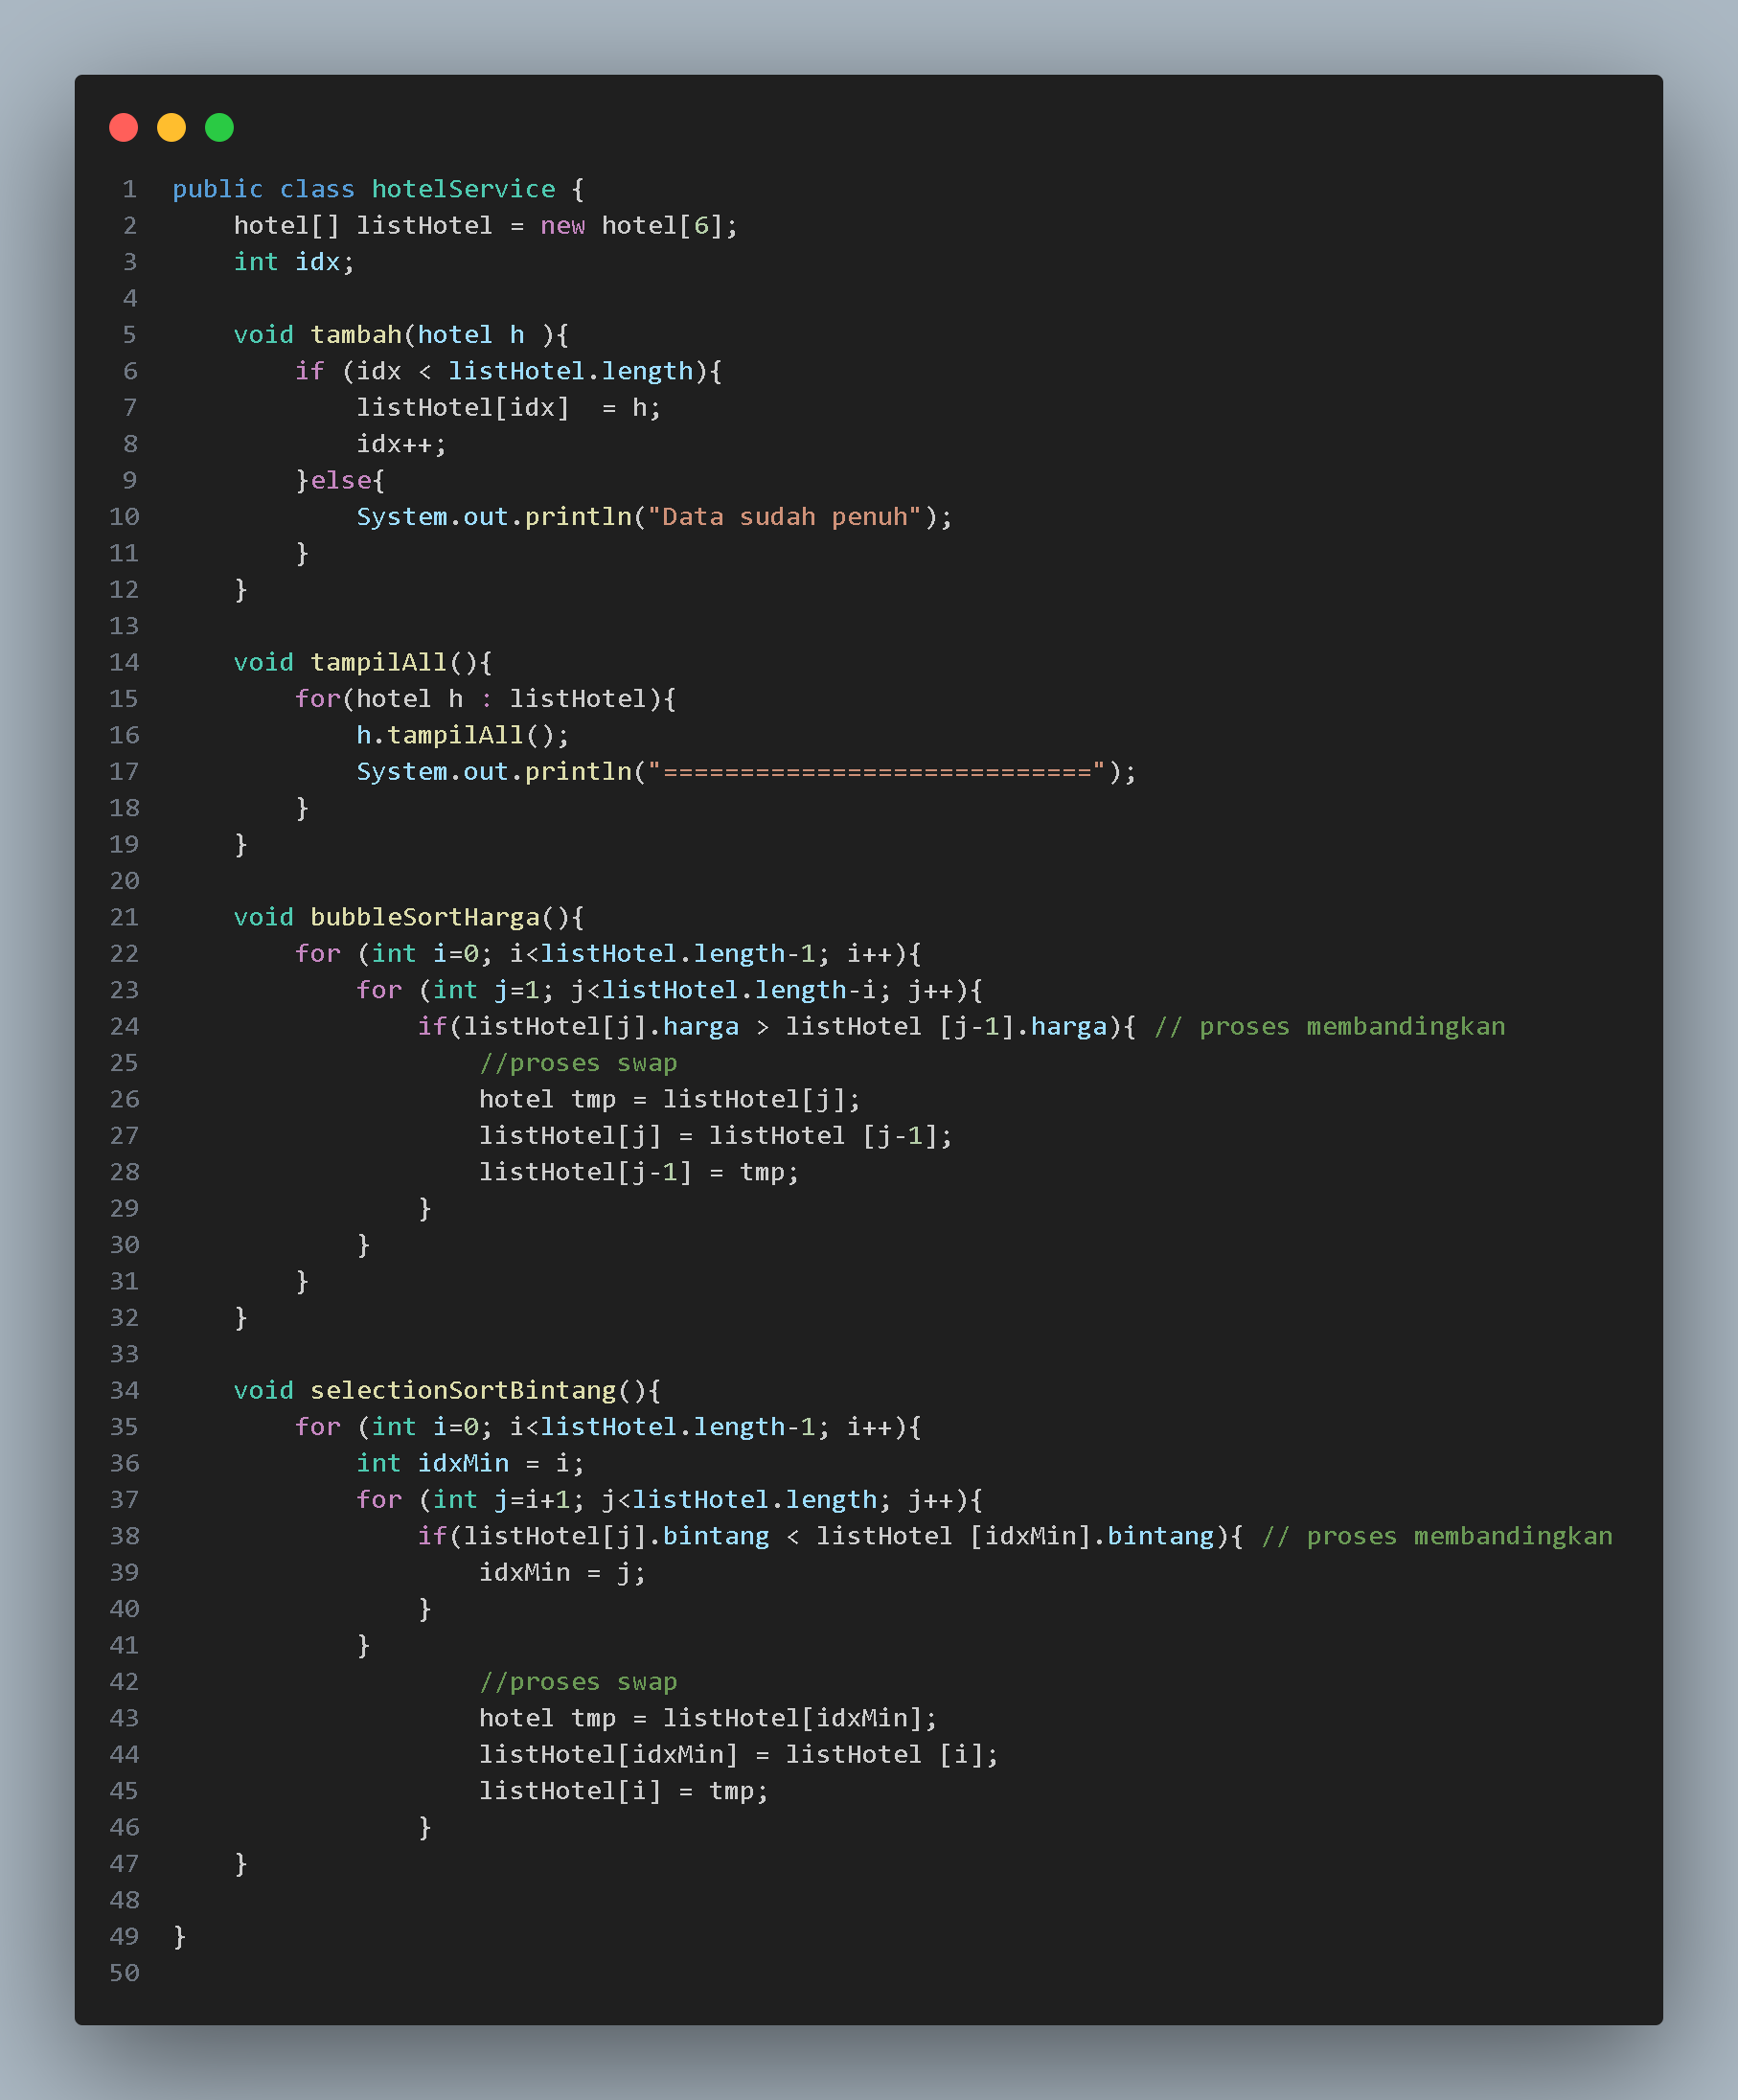 1 public class hotelService {
2     hotel[] listHotel = new hotel[6];
3     int idx;
4
5     void tambah(hotel h ){
6         if (idx < listHotel.length){
7             listHotel[idx]  = h;
8             idx++;
9         }else{
10             System.out.println("Data sudah penuh");
11         }
12     }
13
14     void tampilAll(){
15         for(hotel h : listHotel){
16             h.tampilAll();
17             System.out.println("============================");
18         }
19     }
20
21     void bubbleSortHarga(){
22         for (int i=0; i<listHotel.length-1; i++){
23             for (int j=1; j<listHotel.length-i; j++){
24                 if(listHotel[j].harga > listHotel [j-1].harga){ // proses membandingkan
25                     //proses swap
26                     hotel tmp = listHotel[j];
27                     listHotel[j] = listHotel [j-1];
28                     listHotel[j-1] = tmp;
29                 }
30             }
31         }
32     }
33
34     void selectionSortBintang(){
35         for (int i=0; i<listHotel.length-1; i++){
36             int idxMin = i;
37             for (int j=i+1; j<listHotel.length; j++){
38                 if(listHotel[j].bintang < listHotel [idxMin].bintang){ // proses membandingkan
39                     idxMin = j;
40                 }
41             }
42                     //proses swap
43                     hotel tmp = listHotel[idxMin];
44                     listHotel[idxMin] = listHotel [i];
45                     listHotel[i] = tmp;
46                 }
47     }
48
49 }
50